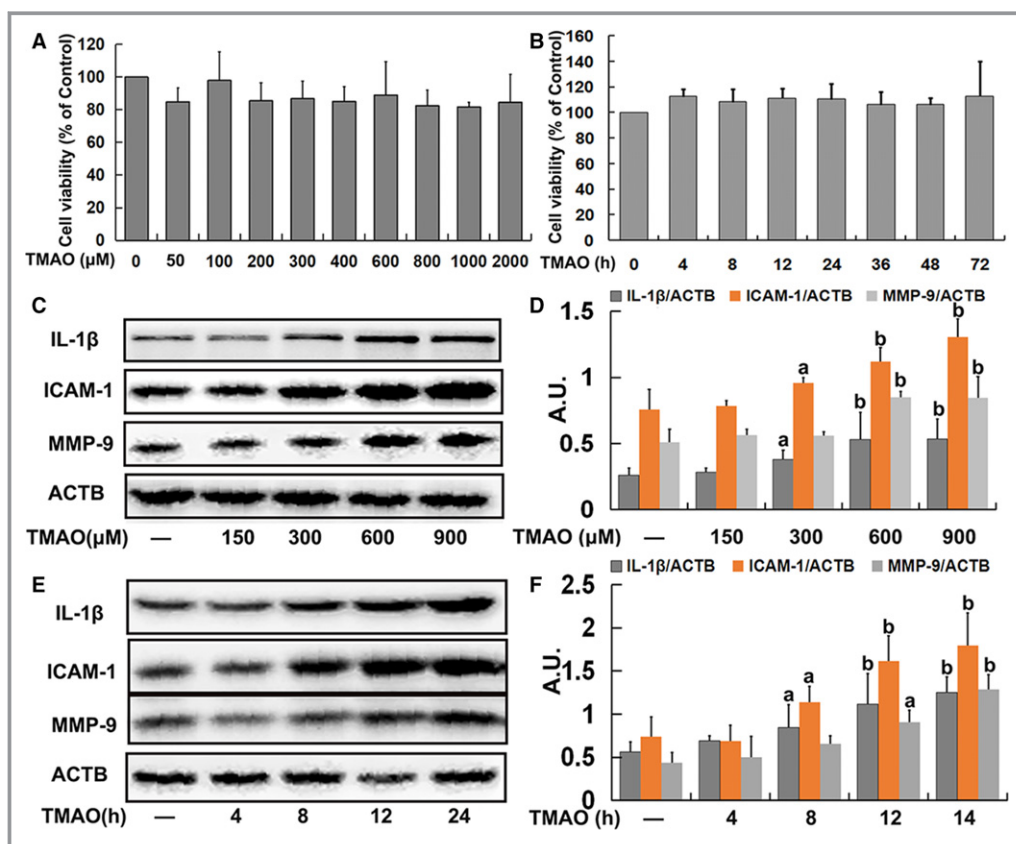 A
Cell viability (% of Control)
120
100
80
60
40
20
0
TMAO (µM) 0 50 100 200 300 400 600 800 1000 2000
B
Cell viability (% of Control)
160
140
120
100
80
60
40
20
0
TMAO (h) 0 4 8 12 24 36 48 72
C
IL-1β
ICAM-1
MMP-9
ACTB
TMAO(µM) — 150 300 600 900
IL-1β/ACTB ICAM-1/ACTB MMP-9/ACTB
D
A.U.
1.5
1
0.5
0
a a b b b b b b
TMAO (µM) — 150 300 600 900
E
IL-1β
ICAM-1
MMP-9
ACTB
TMAO(h) — 4 8 12 24
IL-1β/ACTB ICAM-1/ACTB MMP-9/ACTB
F
A.U.
2.5
2
1.5
1
0.5
0
a a b b a b b b
TMAO (h) — 4 8 12 14